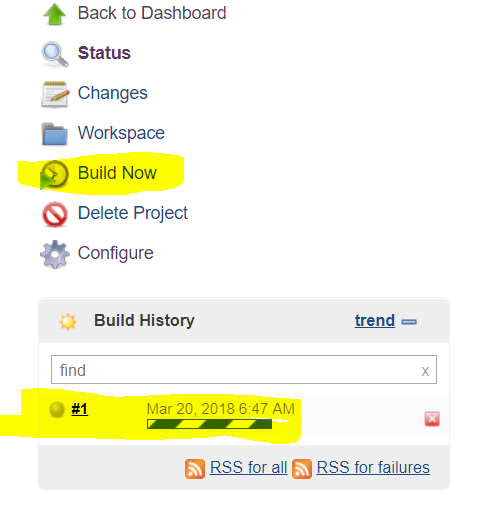 Back to Dashboard
Status
Changes
Workspace
Build Now
Delete Project
Configure
Build History trend
find x
#1 Mar 20, 2018 6:47 AM
RSS for all RSS for failures